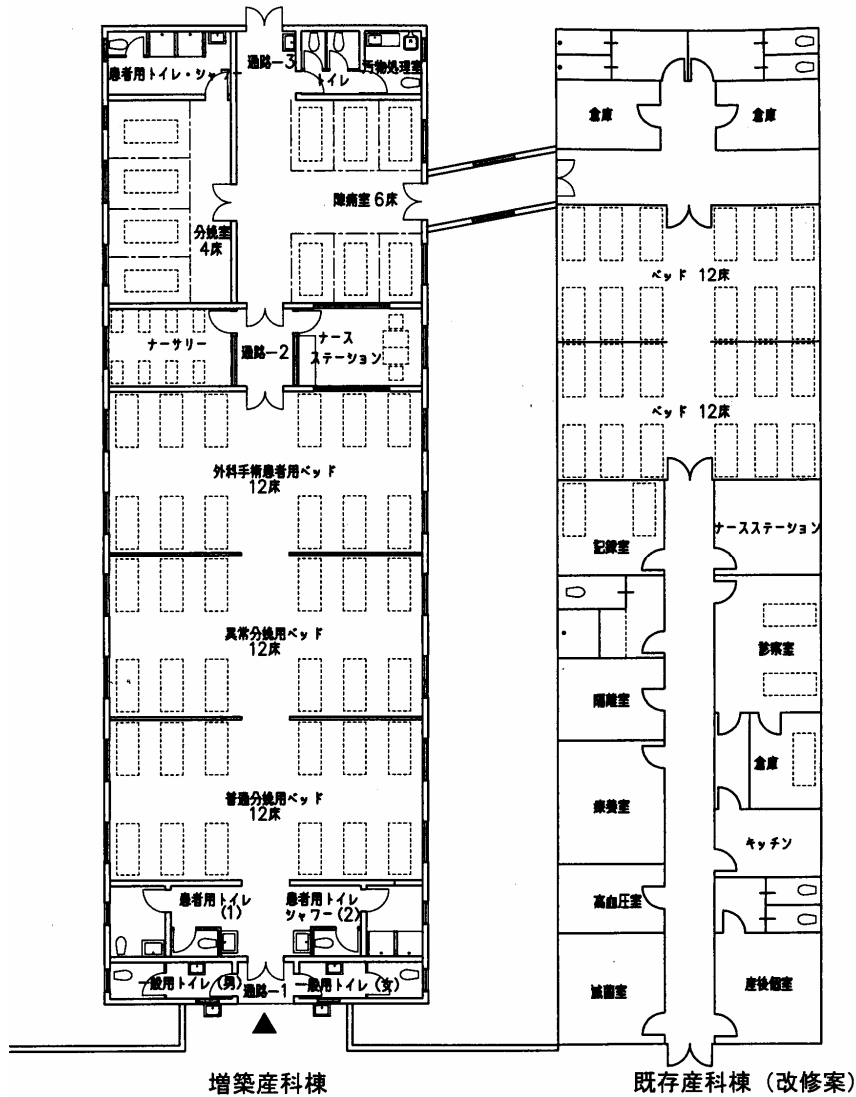 患者用トイレ・シャワー
通路-3
トイレ
汚物処理室
分娩室
4床
陣痛室 6床
ナーサリー
通路-2
ナース
ステーション
外科手術患者用ベッド
12床
異常分娩用ベッド
12床
普通分娩用ベッド
12床
患者用トイレ
(1)
患者用トイレ
シャワー(2)
一般用トイレ(男)
通路-1
一般用トイレ(女)
増築産科棟
倉庫
倉庫
ベッド 12床
ベッド 12床
記録室
ナースステーション
診察室
隔離室
倉庫
療養室
キッチン
高血圧室
滅菌室
産後個室
既存産科棟(改修案)